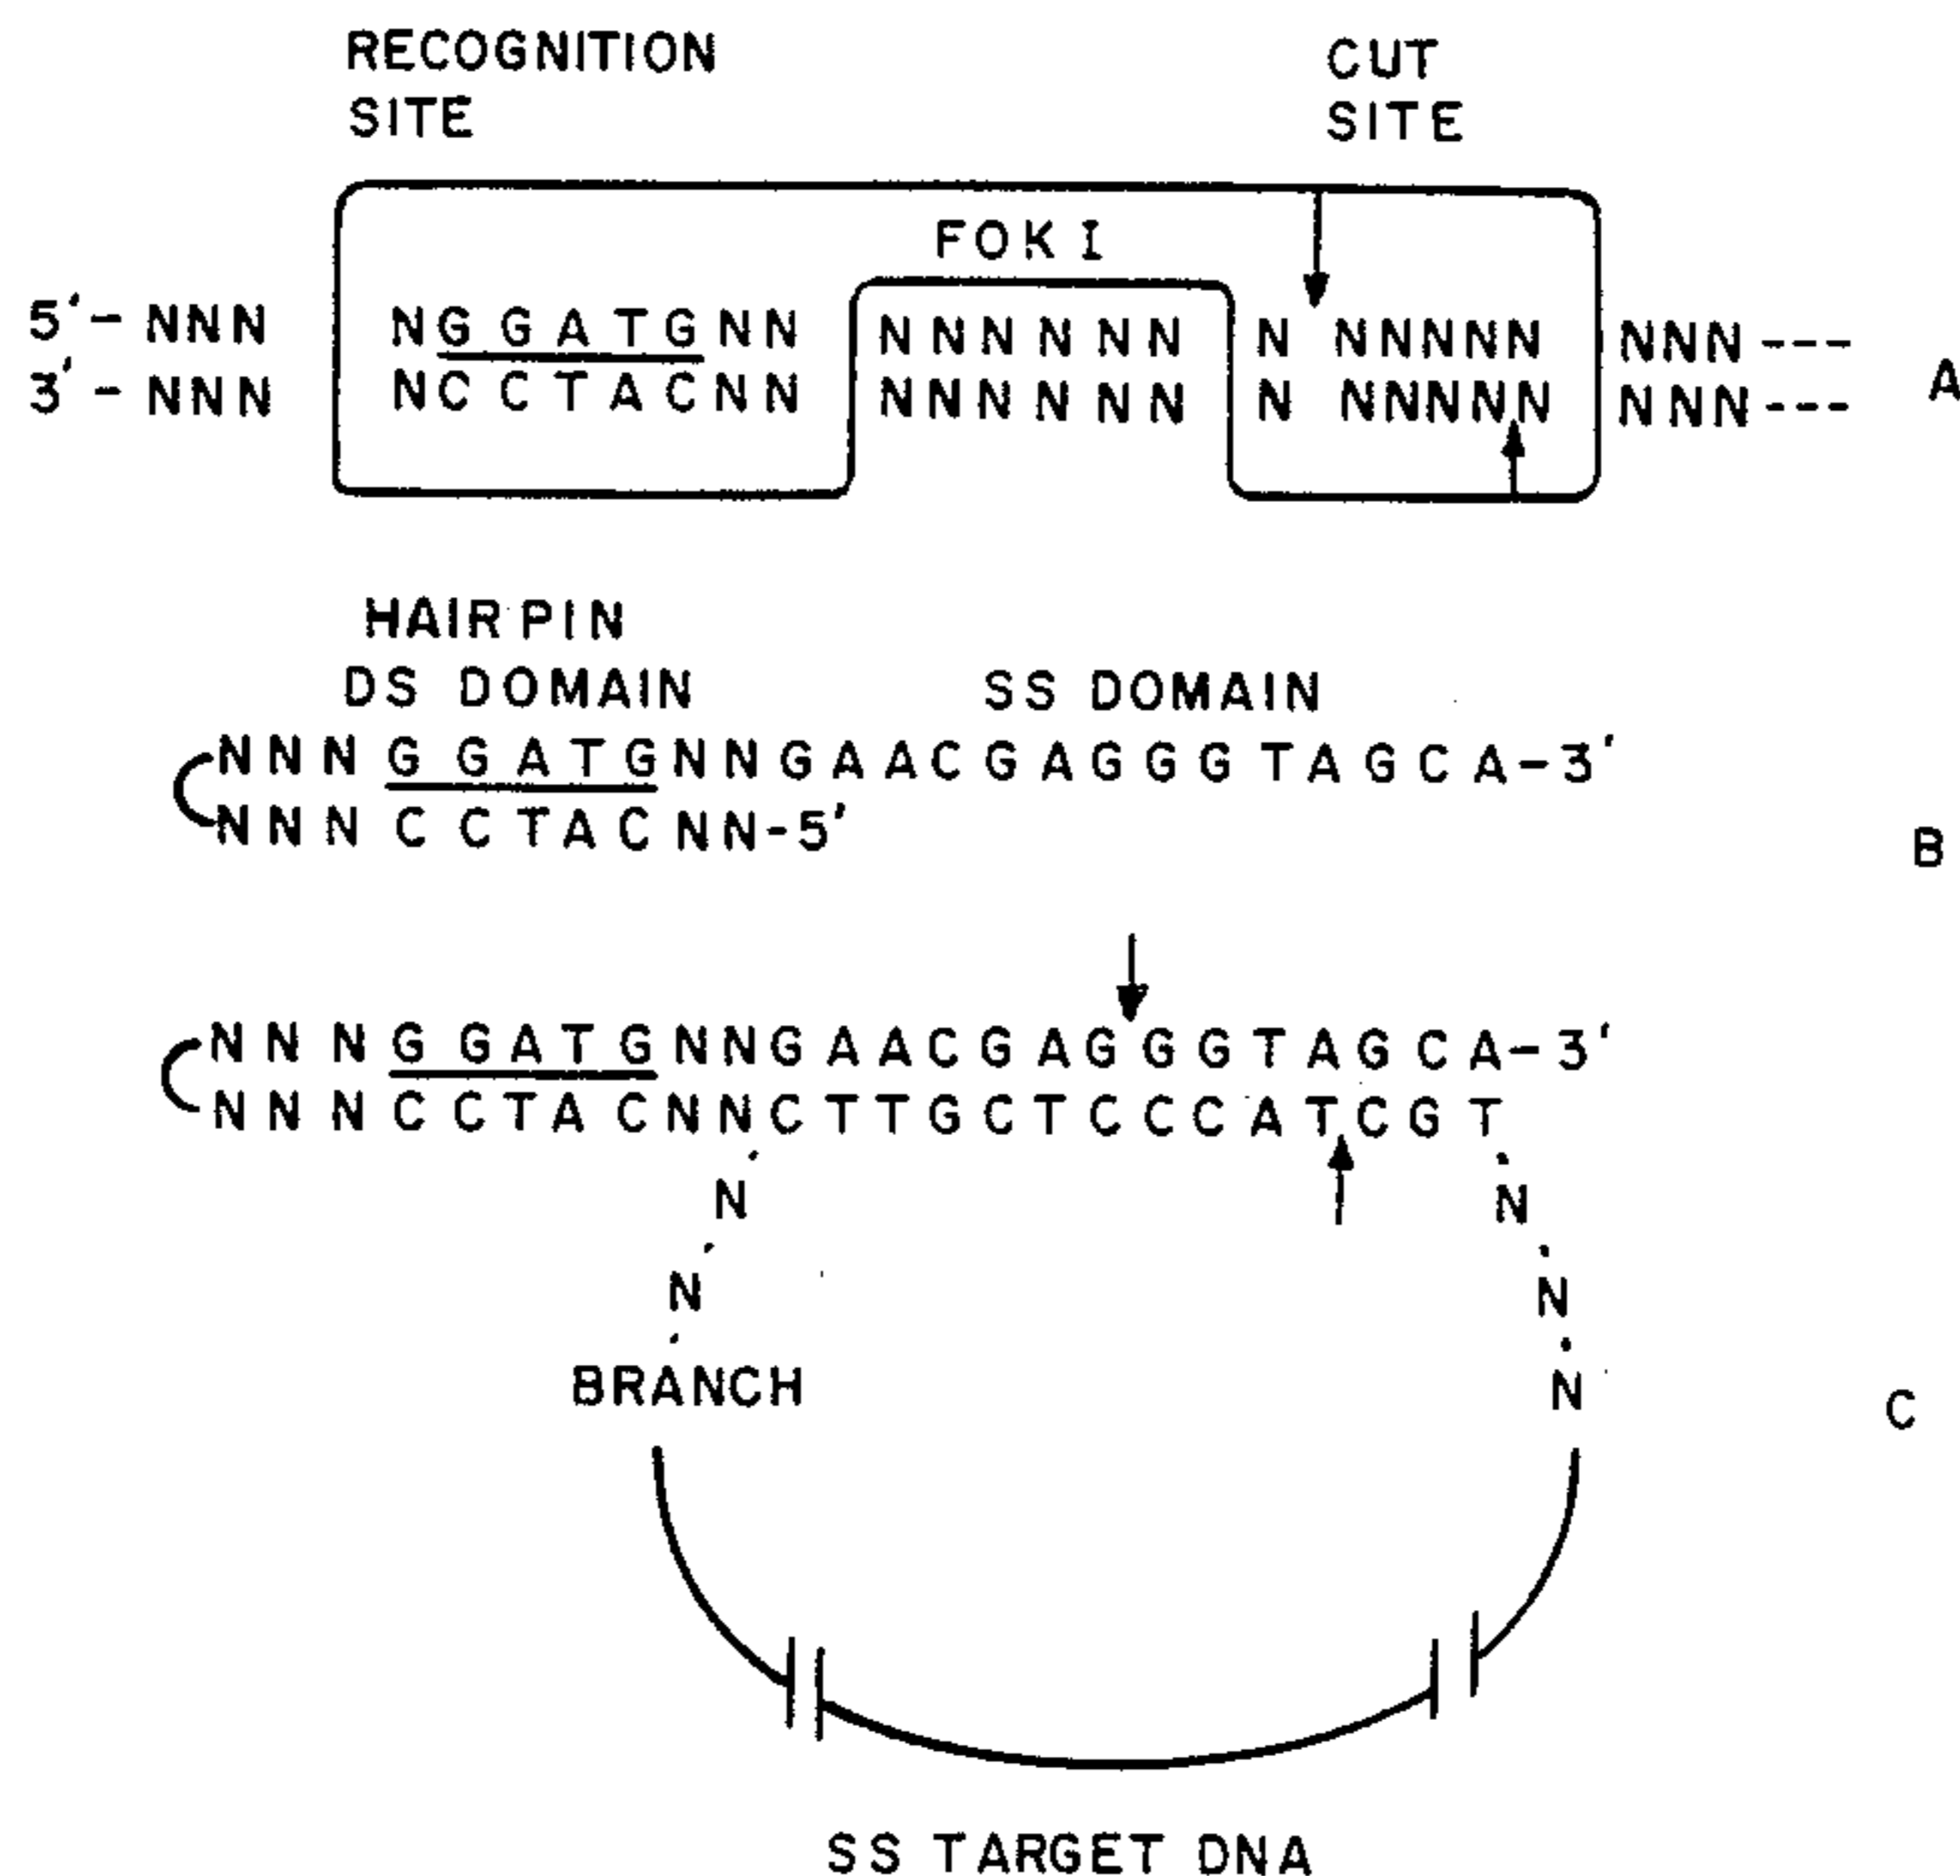 RECOGNITION
SITE
CUT
SITE
FOK I
5'- NNN NGGATGNN NNNNNN N NNNNN NNN---
3'- NNN NCCTACNN NNNNNN N NNNNN NNN---
A
HAIRPIN
DS DOMAIN
SS DOMAIN
NNNGGATGNNGAACGAGGGTAGCA-3'
NNNCCTACNN-5'
B
NNNGGATGNNGAACGAGGGTAGCA-3'
NNNCCTACNNCTTGCTCCCATCGT
N N
N N
BRANCH N
C
SS TARGET DNA